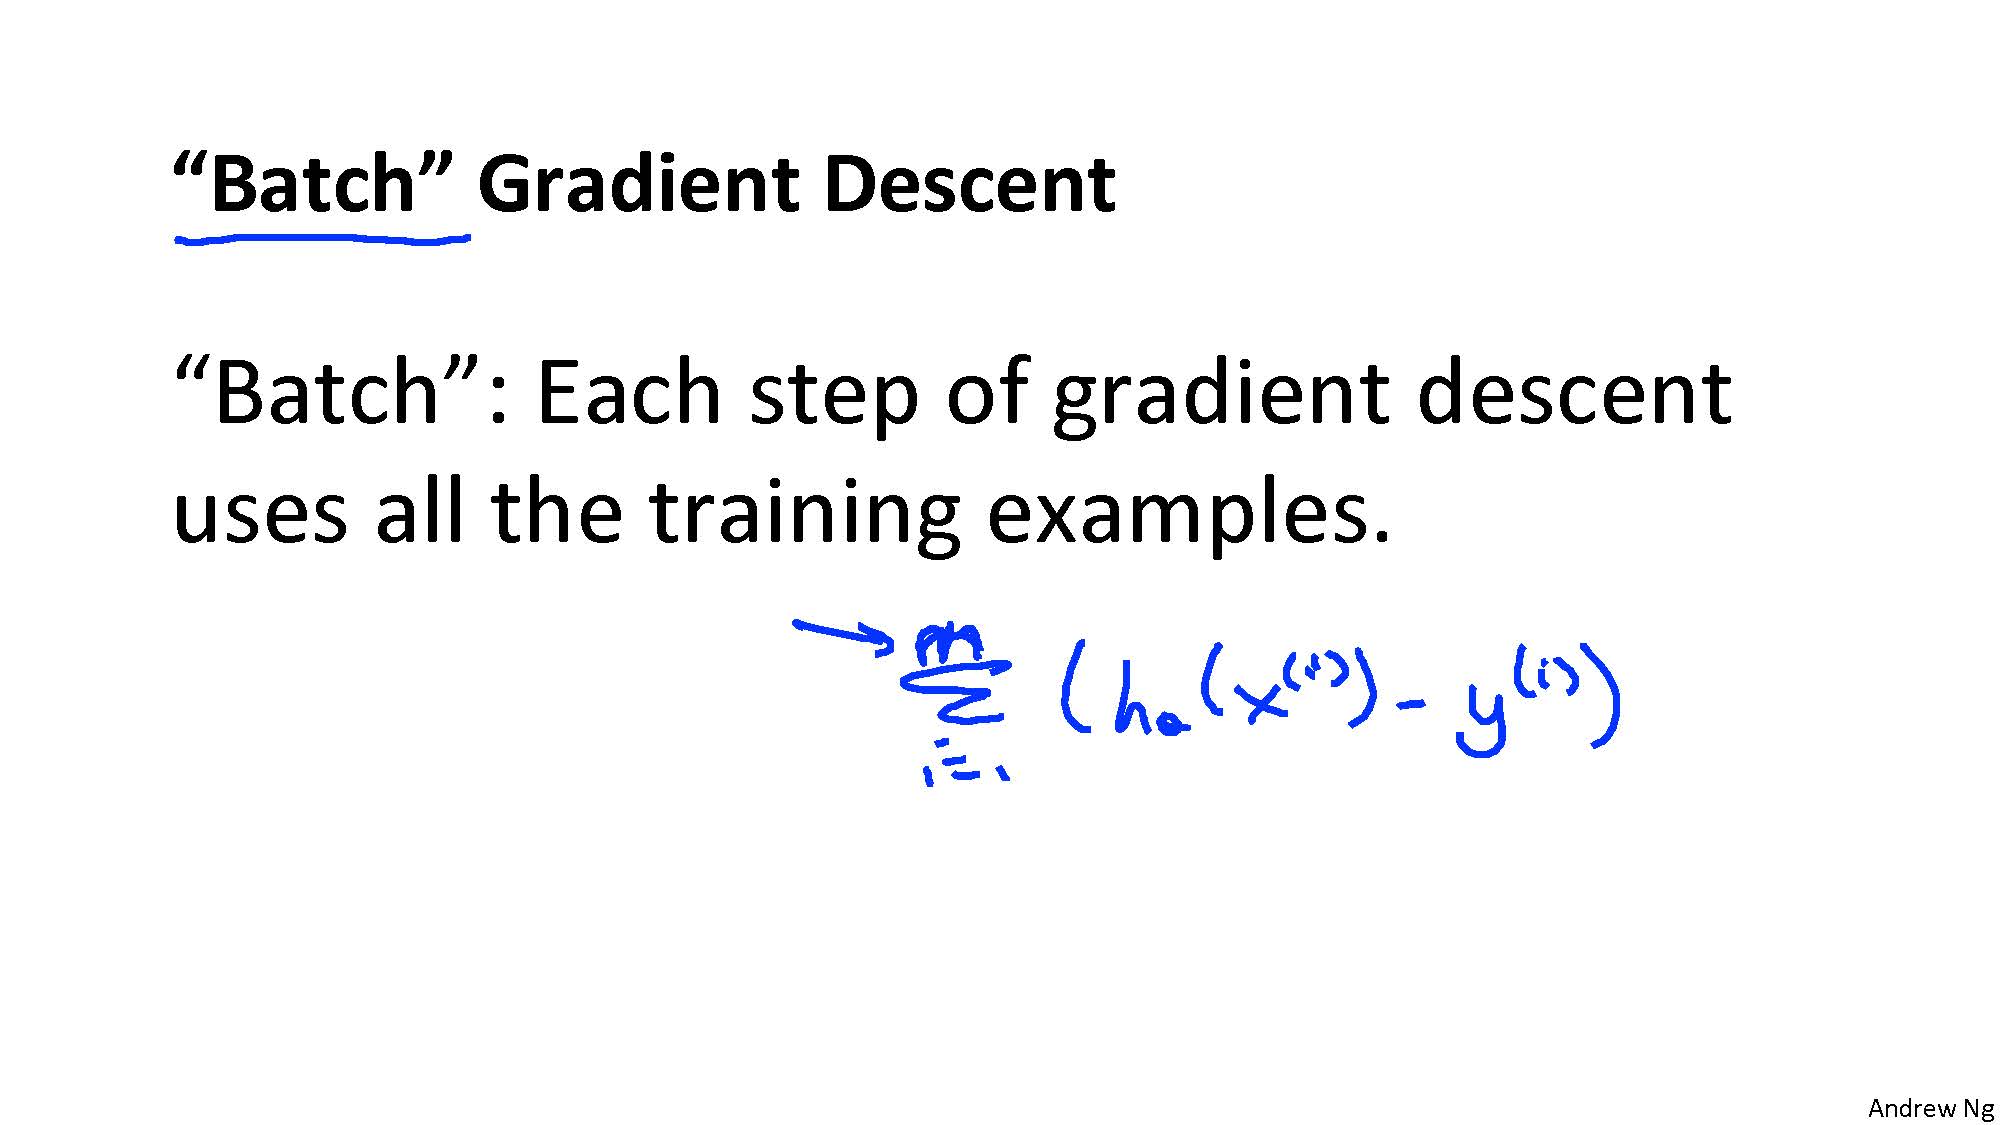 “Batch” Gradient Descent
“Batch”: Each step of gradient descent
uses all the training examples.
→ m
Σ (hθ(x⁽ⁱ⁾) - y⁽ⁱ⁾)
i=1
Andrew Ng